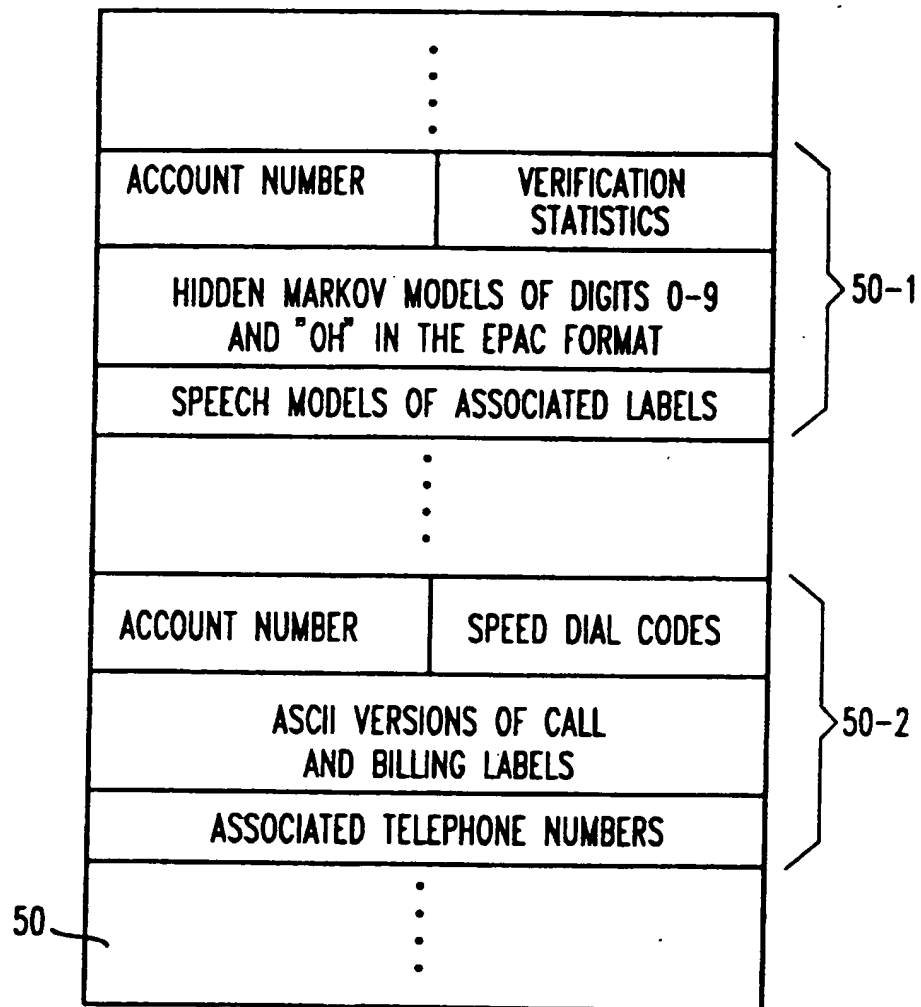 ACCOUNT NUMBER
VERIFICATION
STATISTICS
HIDDEN MARKOV MODELS OF DIGITS 0-9
AND "OH" IN THE EPAC FORMAT
SPEECH MODELS OF ASSOCIATED LABELS
50-1
ACCOUNT NUMBER
SPEED DIAL CODES
ASCII VERSIONS OF CALL
AND BILLING LABELS
ASSOCIATED TELEPHONE NUMBERS
50-2
50